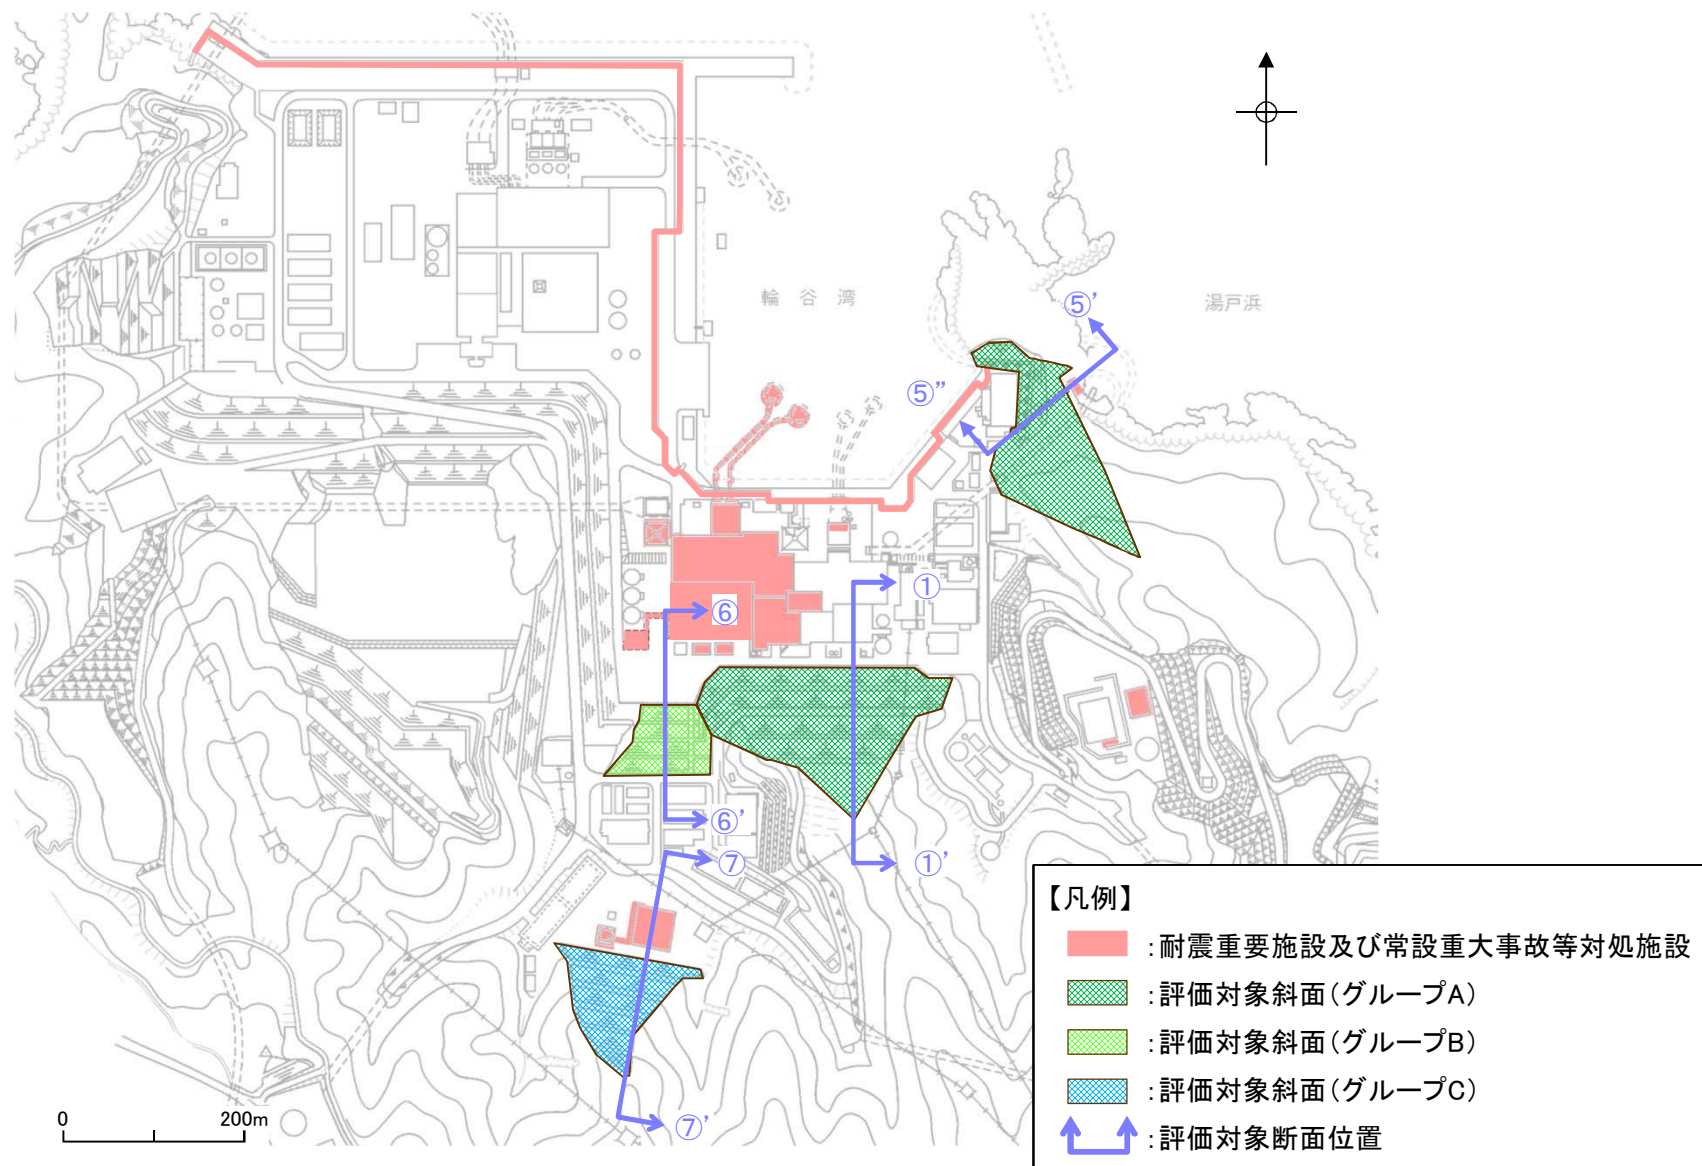 輪谷湾
湯戸浜
⑤’
⑤”
①
⑥
⑥’
⑦
①’
⑦’
0 200m
【凡例】
：耐震重要施設及び常設重大事故等対処施設
：評価対象斜面（グループA）
：評価対象斜面（グループB）
：評価対象斜面（グループC）
：評価対象断面位置